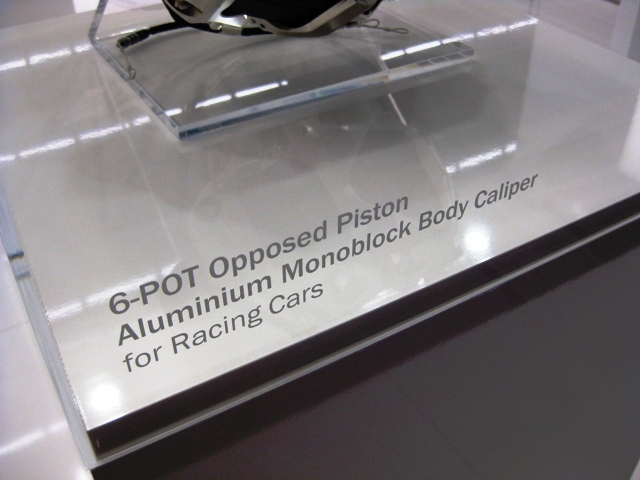 6-POT Opposed Piston
Aluminium Monoblock Body Caliper
for Racing Cars